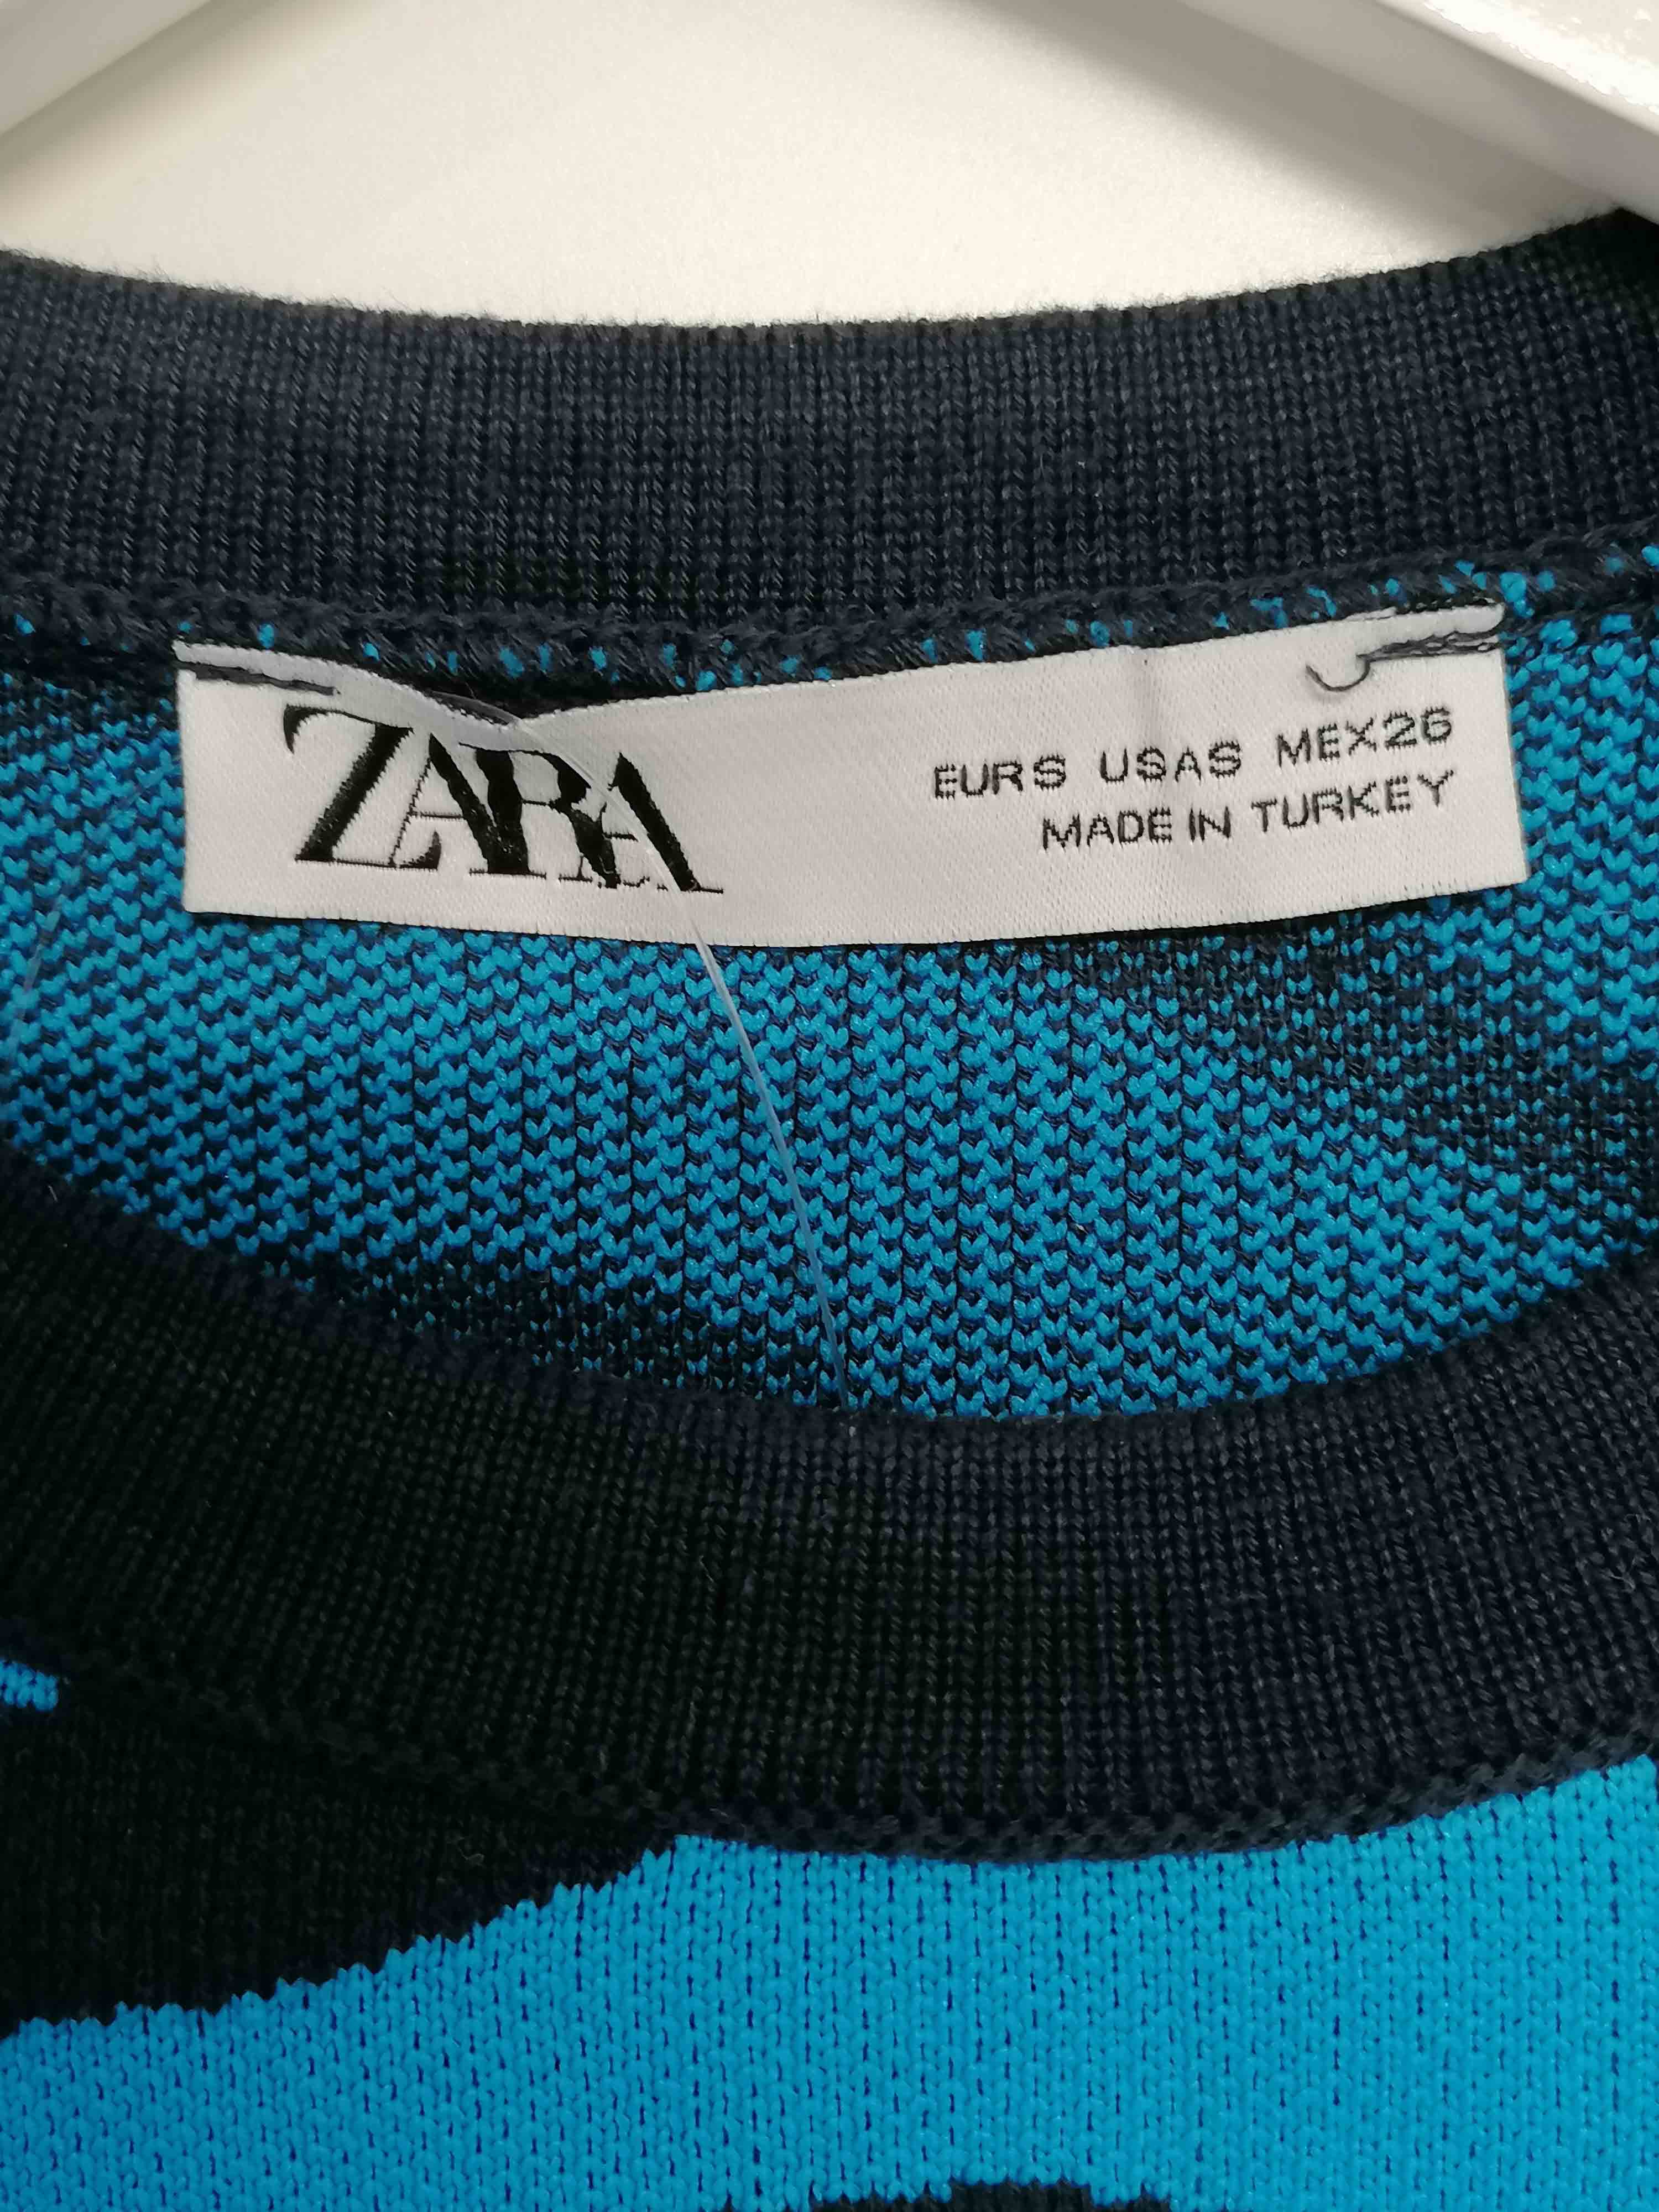 ZARA
EUR S USA S MEX 26
MADE IN TURKEY